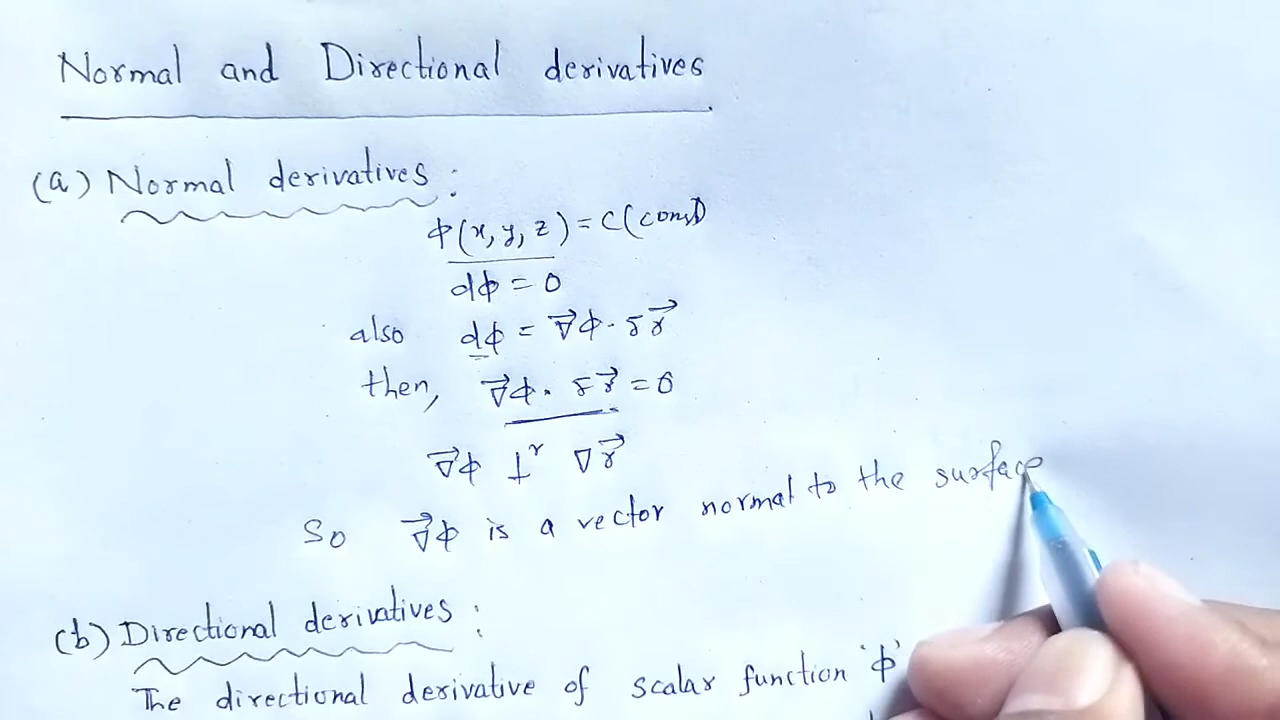 Normal and Directional derivatives
(a) Normal derivatives :
ϕ(x, y, z) = C(const)
dϕ = 0
also dϕ = ∇⃗ϕ · δr⃗
then, ∇⃗ϕ · δr⃗ = 0
∇⃗ϕ ⊥ʳ ∇r⃗
So ∇⃗ϕ is a vector normal to the surface
(b) Directional derivatives :
The directional derivative of scalar function 'ϕ'